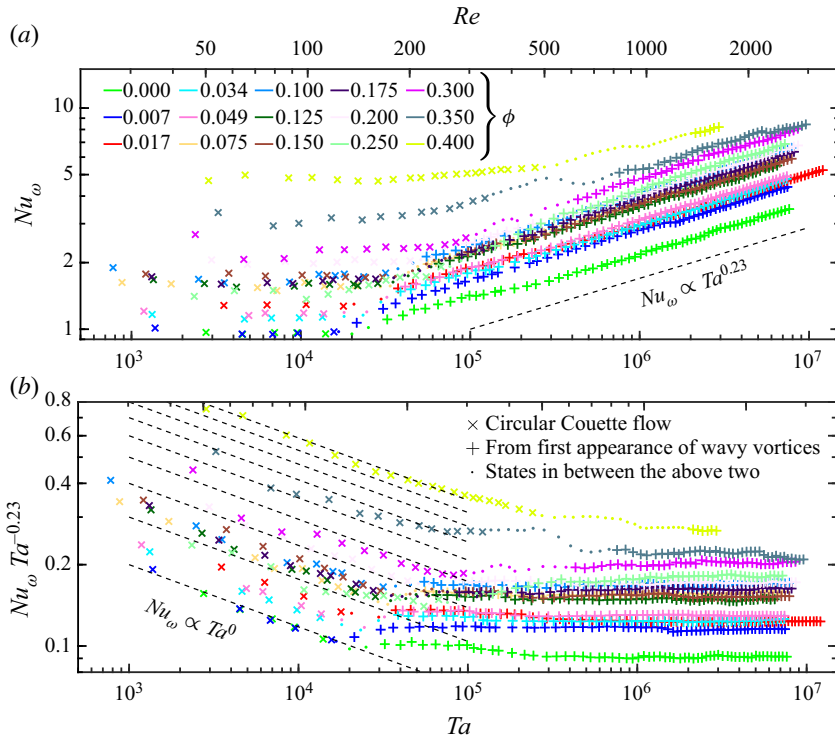 Re
(a) 50 100 200 500 1000 2000
0.000 0.034 0.100 0.175 0.300
0.007 0.049 0.125 0.200 0.350 ϕ
0.017 0.075 0.150 0.250 0.400
10
5
2
1
Nu_ω
Nu_ω ∝ Ta^0.23
10^3 10^4 10^5 10^6 10^7
(b)
0.8
0.6
0.4
0.2
0.1
Nu_ω Ta^−0.23
× Circular Couette flow
+ From first appearance of wavy vortices
· States in between the above two
Nu_ω ∝ Ta^0
10^3 10^4 10^5 10^6 10^7
Ta